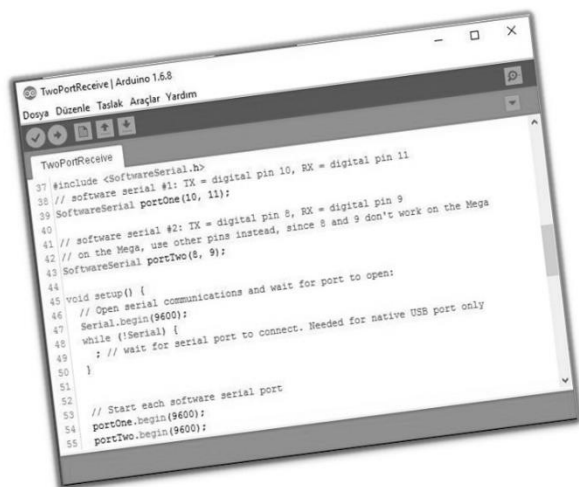 TwoPortReceive | Arduino 1.6.8
Dosya Düzenle Taslak Araçlar Yardım
TwoPortReceive
37 #include <SoftwareSerial.h>
38 // software serial #1: TX = digital pin 10, RX = digital pin 11
39 SoftwareSerial portOne(10, 11);
40
41 // software serial #2: TX = digital pin 8, RX = digital pin 9
42 // on the Mega, use other pins instead, since 8 and 9 don't work on the Mega
43 SoftwareSerial portTwo(8, 9);
44
45 void setup() {
46 // Open serial communications and wait for port to open:
47 Serial.begin(9600);
48 while (!Serial) {
49 ; // wait for serial port to connect. Needed for native USB port only
50 }
51
52
53 // Start each software serial port
54 portOne.begin(9600);
55 portTwo.begin(9600);